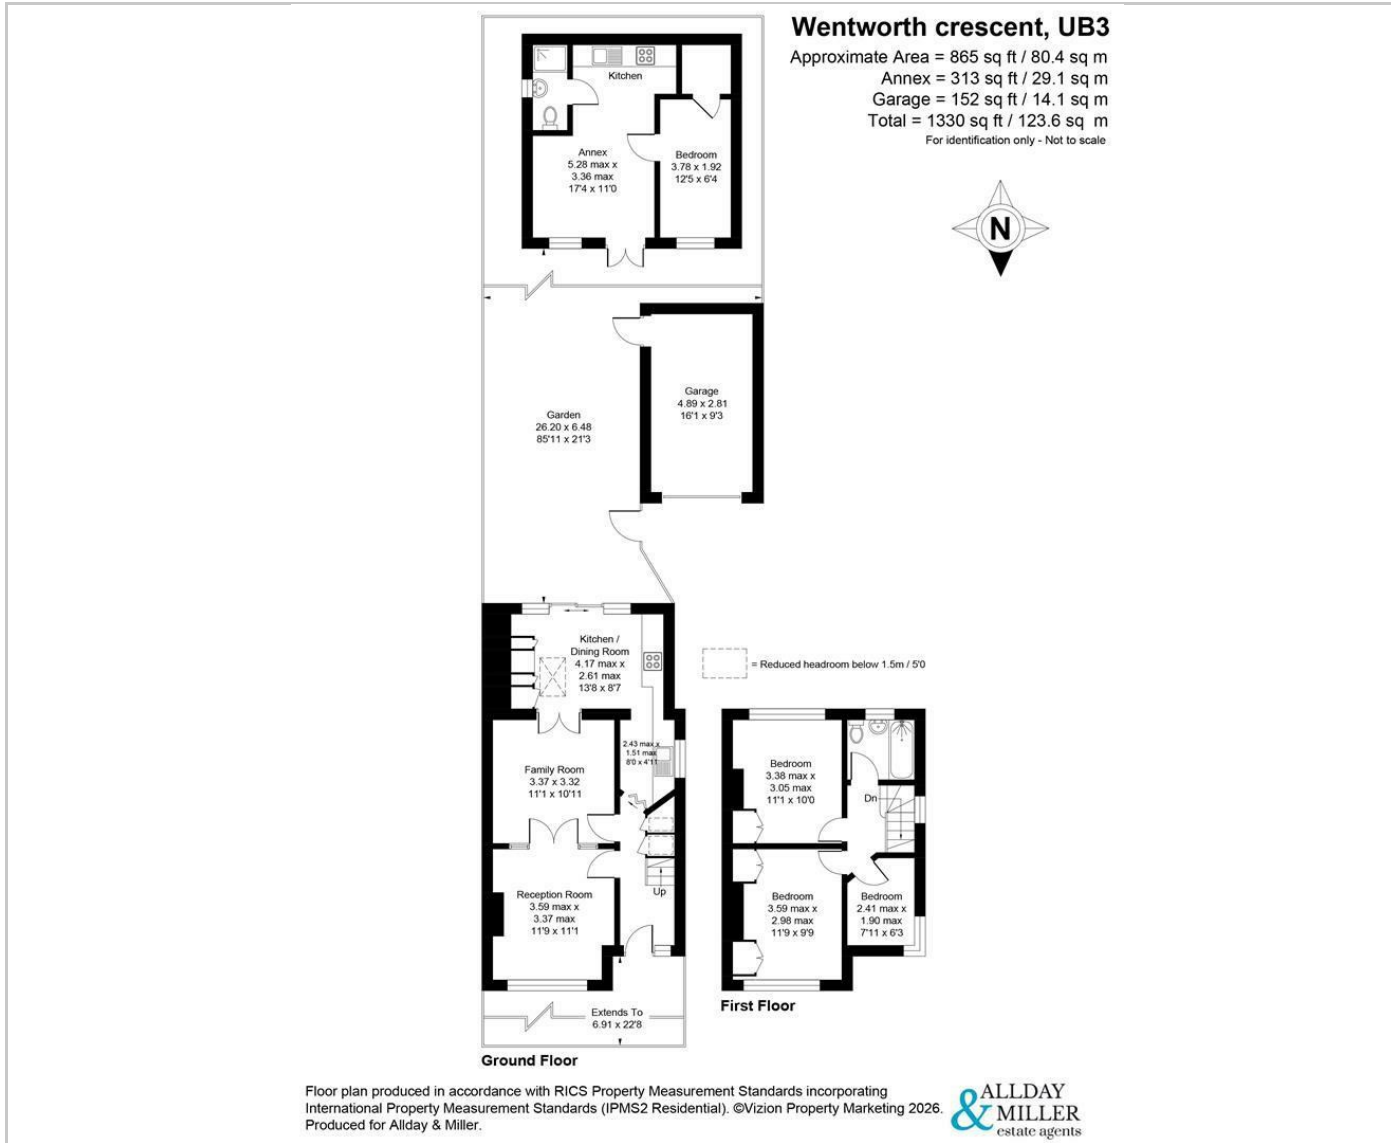 Wentworth crescent, UB3
Approximate Area = 865 sq ft / 80.4 sq m
Annex = 313 sq ft / 29.1 sq m
Garage = 152 sq ft / 14.1 sq m
Total = 1330 sq ft / 123.6 sq m
For identification only - Not to scale
N
Kitchen
Annex
5.28 max x
3.36 max
17'4 x 11'0
Bedroom
3.78 x 1.92
12'5 x 6'4
Garage
4.89 x 2.81
16'1 x 9'3
Garden
26.20 x 6.48
85'11 x 21'3
Kitchen /
Dining Room
4.17 max x
2.61 max
13'8 x 8'7
= Reduced headroom below 1.5m / 5'0
2.43 max x
1.51 max
8'0 x 4'11
Family Room
3.37 x 3.32
11'1 x 10'11
Reception Room
3.59 max x
3.37 max
11'9 x 11'1
Up
Extends To
6.91 x 22'8
Ground Floor
Bedroom
3.38 max x
3.05 max
11'1 x 10'0
Dn
Bedroom
3.59 max x
2.98 max
11'9 x 9'9
Bedroom
2.41 max x
1.90 max
7'11 x 6'3
First Floor
Floor plan produced in accordance with RICS Property Measurement Standards incorporating
International Property Measurement Standards (IPMS2 Residential). ©Vizion Property Marketing 2026.
Produced for Allday & Miller.
ALLDAY
& MILLER
estate agents